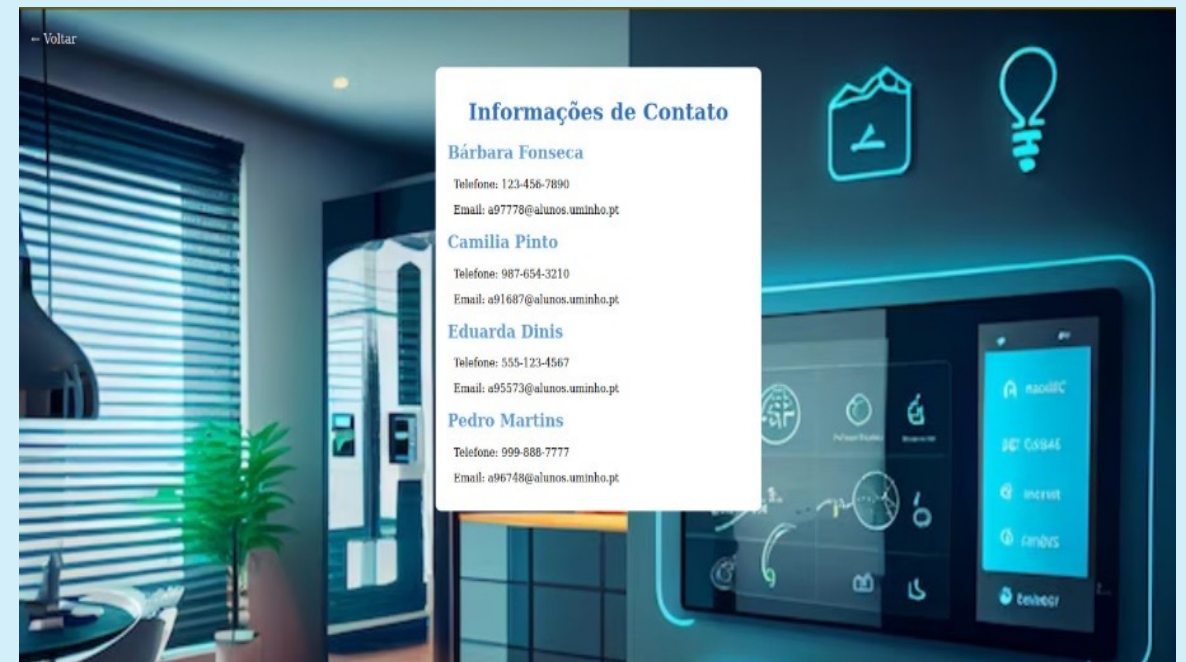 ← Voltar
Informações de Contato
Bárbara Fonseca
Telefone: 123-456-7890
Email: a97778@alunos.uminho.pt
Camilia Pinto
Telefone: 987-654-3210
Email: a91687@alunos.uminho.pt
Eduarda Dinis
Telefone: 555-123-4567
Email: a95573@alunos.uminho.pt
Pedro Martins
Telefone: 999-888-7777
Email: a96748@alunos.uminho.pt